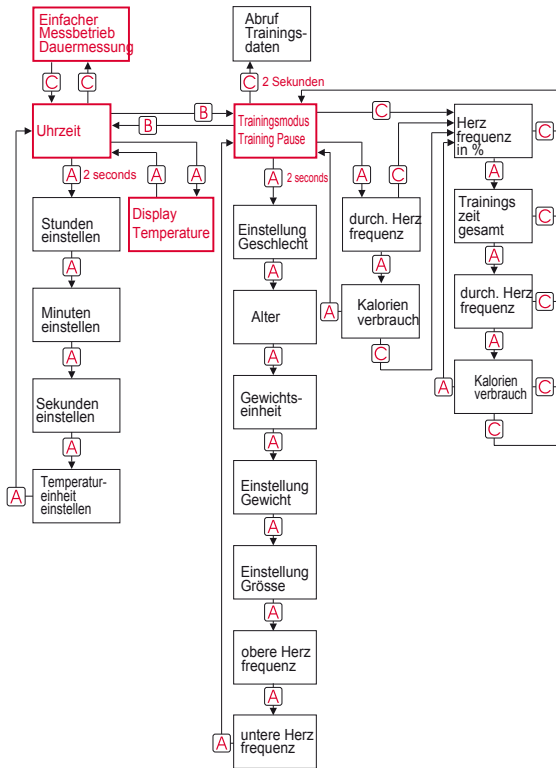 Einfacher
Messbetrieb
Dauermessung
Abruf
Trainings-
daten
C
C
C 2 Sekunden
Uhrzeit
B
B
Trainingsmodus
Training Pause
C
Herz
frequenz
in %
C
A 2 seconds
A
A
A 2 seconds
A
C
A
Stunden
einstellen
Display
Temperature
Einstellung
Geschlecht
durch. Herz
frequenz
Trainings
zeit
gesamt
C
A
A
A
A
Minuten
einstellen
Alter
A
Kalorien
verbrauch
durch. Herz
frequenz
C
A
A
C
A
Sekunden
einstellen
Gewichts-
einheit
A
Kalorien
verbrauch
C
A
A
C
A
Temperatur-
einheit
einstellen
Einstellung
Gewicht
A
Einstellung
Grösse
A
obere Herz
frequenz
A
A
untere Herz
frequenz